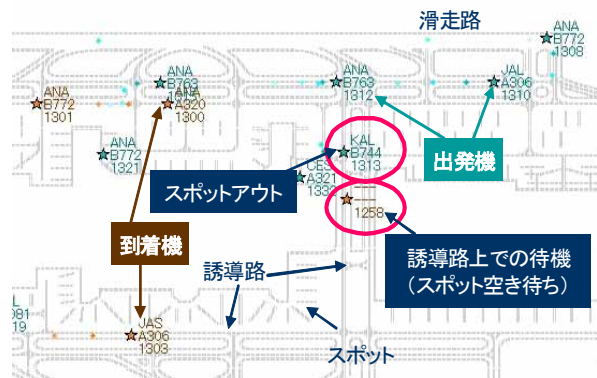 滑走路
ANA
B772
1308
ANA
B763
ANA
B763
1312
JAL
A306
1310
ANA
B772
1301
ANA
A320
1300
KAL
B744
1313
出発機
ANA
B772
1321
CES
A321
1332
スポットアウト
1258
到着機
誘導路
誘導路上での待機
(スポット空き待ち)
JAS
A306
1303
スポット